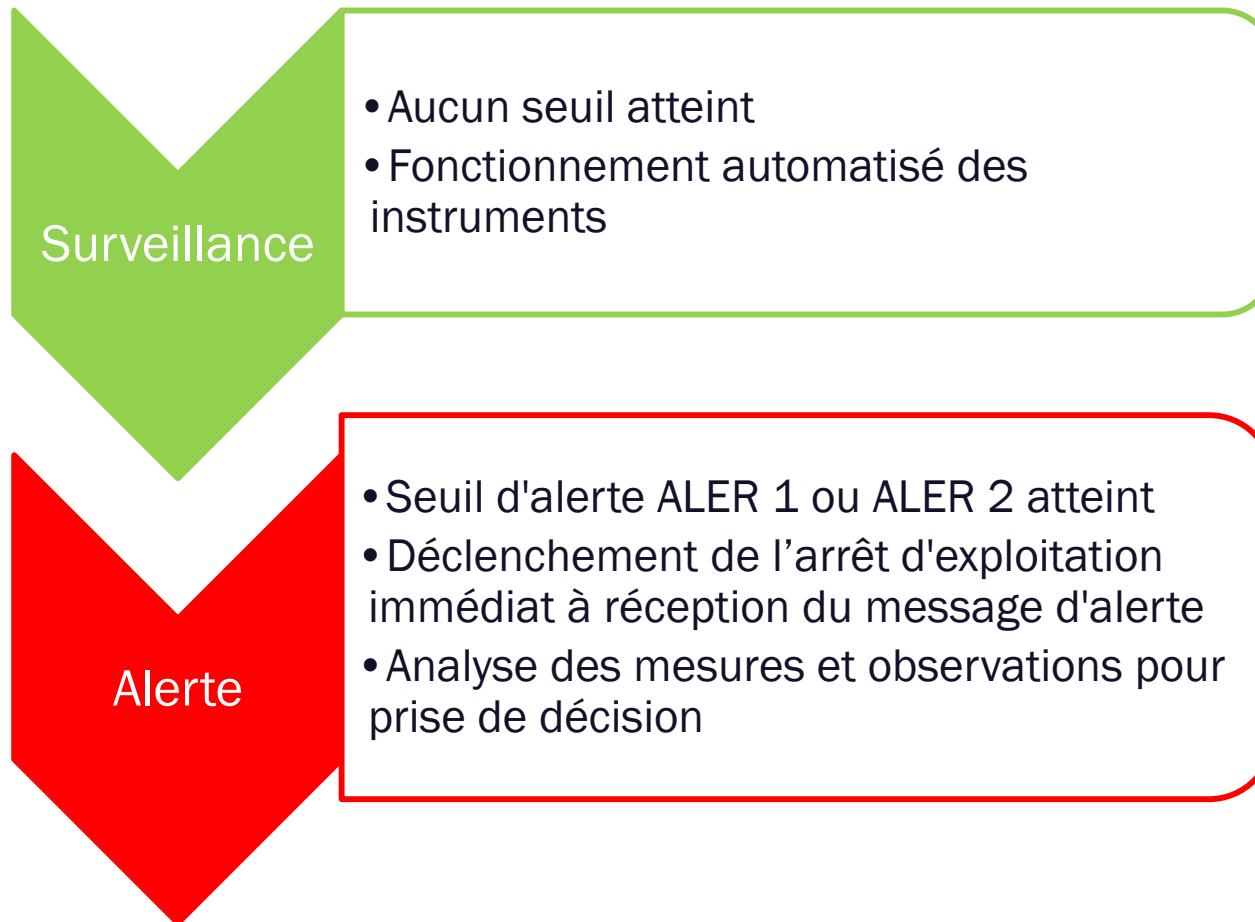 Surveillance
•Aucun seuil atteint
•Fonctionnement automatisé des
instruments
Alerte
•Seuil d'alerte ALER 1 ou ALER 2 atteint
•Déclenchement de l’arrêt d'exploitation
immédiat à réception du message d'alerte
•Analyse des mesures et observations pour
prise de décision